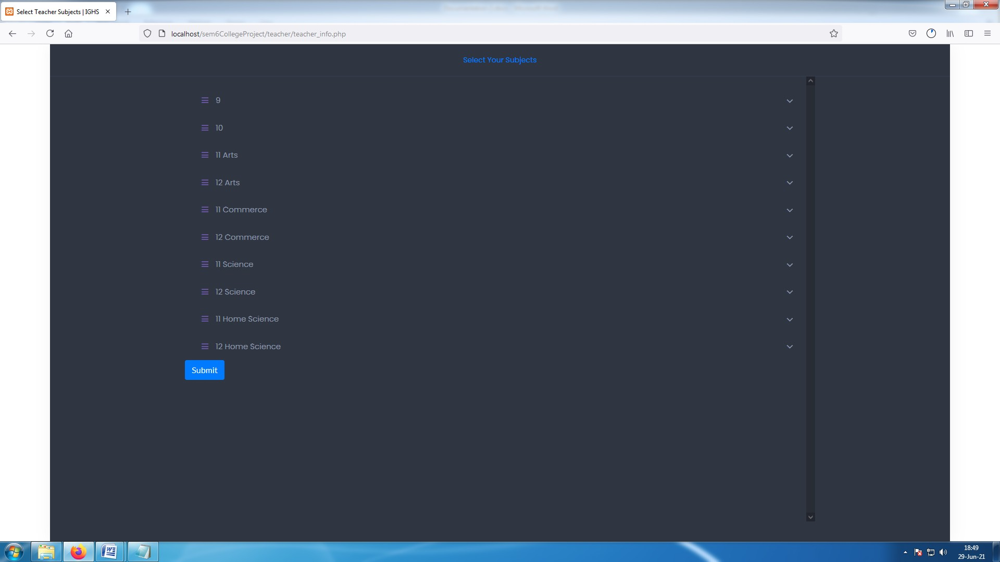 Select Teacher Subjects | IGHS
localhost/sem6CollegeProject/teacher/teacher_info.php
Select Your Subjects
9
10
11 Arts
12 Arts
11 Commerce
12 Commerce
11 Science
12 Science
11 Home Science
12 Home Science
Submit
18:49
29-Jun-21